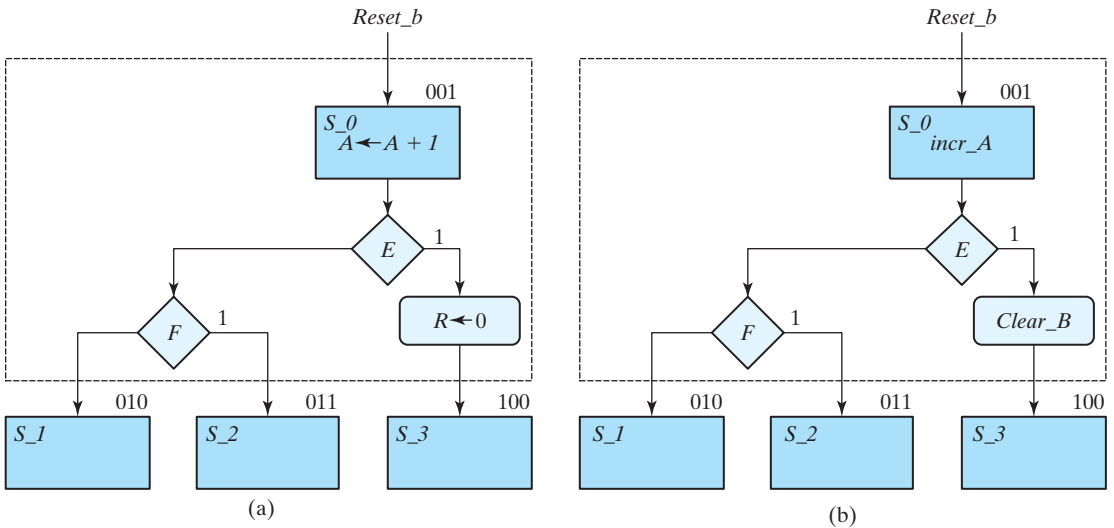 Reset_b
001
S_0
A ← A + 1
E
1
F
1
R ← 0
010
011
100
S_1
S_2
S_3
(a)
Reset_b
001
S_0
incr_A
E
1
F
1
Clear_B
010
011
100
S_1
S_2
S_3
(b)